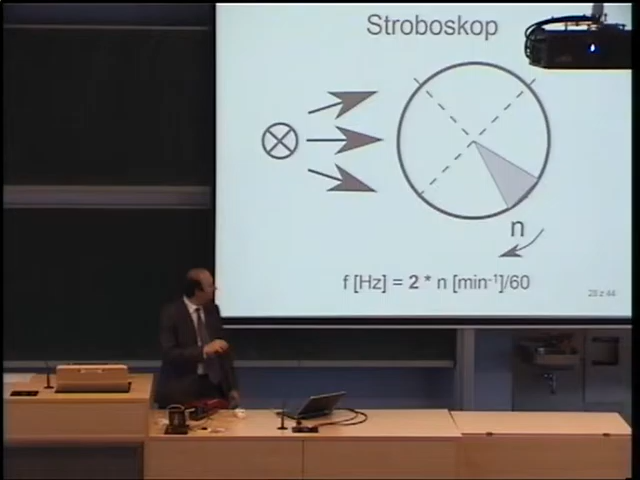 Stroboskop
n
f [Hz] = 2 * n [min⁻¹]/60
28 z 44